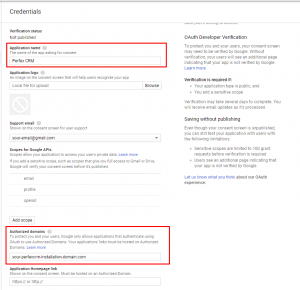 Credentials
Verification status
Not published
Application name
The name of the app asking for consent
Perfex CRM
Application logo
An image on the consent screen that will help users recognize your app
Local file for upload
Browse
Support email
Shown on the consent screen for user support
your-email@gmail.com
Scopes for Google APIs
Scopes allow your application to access your user's private data. Learn more
If you add a sensitive scope, such as scopes that give you full access to Gmail or Drive,
Google will verify your consent screen before it's published.
email
profile
openid
Add scope
Authorized domains
To protect you and your users, Google only allows applications that authenticate using
OAuth to use Authorized Domains. Your applications' links must be hosted on Authorized
Domains. Learn more
your-perfexcrm-installation-domain.com
Application Homepage link
Shown on the consent screen. Must be hosted on an Authorized Domain.
https:// or http://
OAuth Developer Verification
To protect you and your users, your consent screen
may need to be verified by Google. Without
verification, your users will see an additional page
indicating that your app is not verified by Google.
Verification is required if:
Your application type is public, and
You add a sensitive scope
Verification may take several days to complete. You will
receive email updates as it progresses.
Saving without publishing
Even though your consent screen is unpublished,
you can still test your application with users with
the following limitations:
Sensitive scopes are limited to 100 grant
requests before verification is required
Users see an additional page indicating that
your app is not verified by Google.
Let us know what you think about our OAuth
experience.